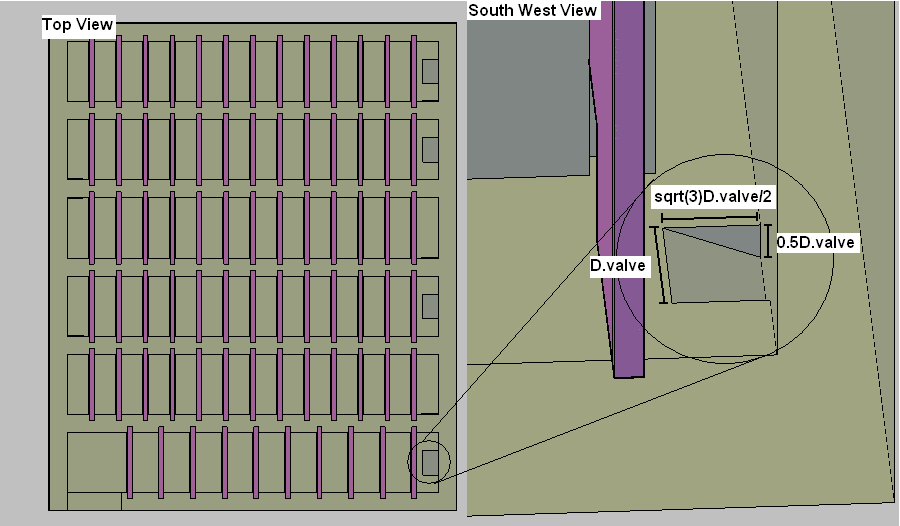 Top View
South West View
sqrt(3)D.valve/2
0.5D.valve
D.valve